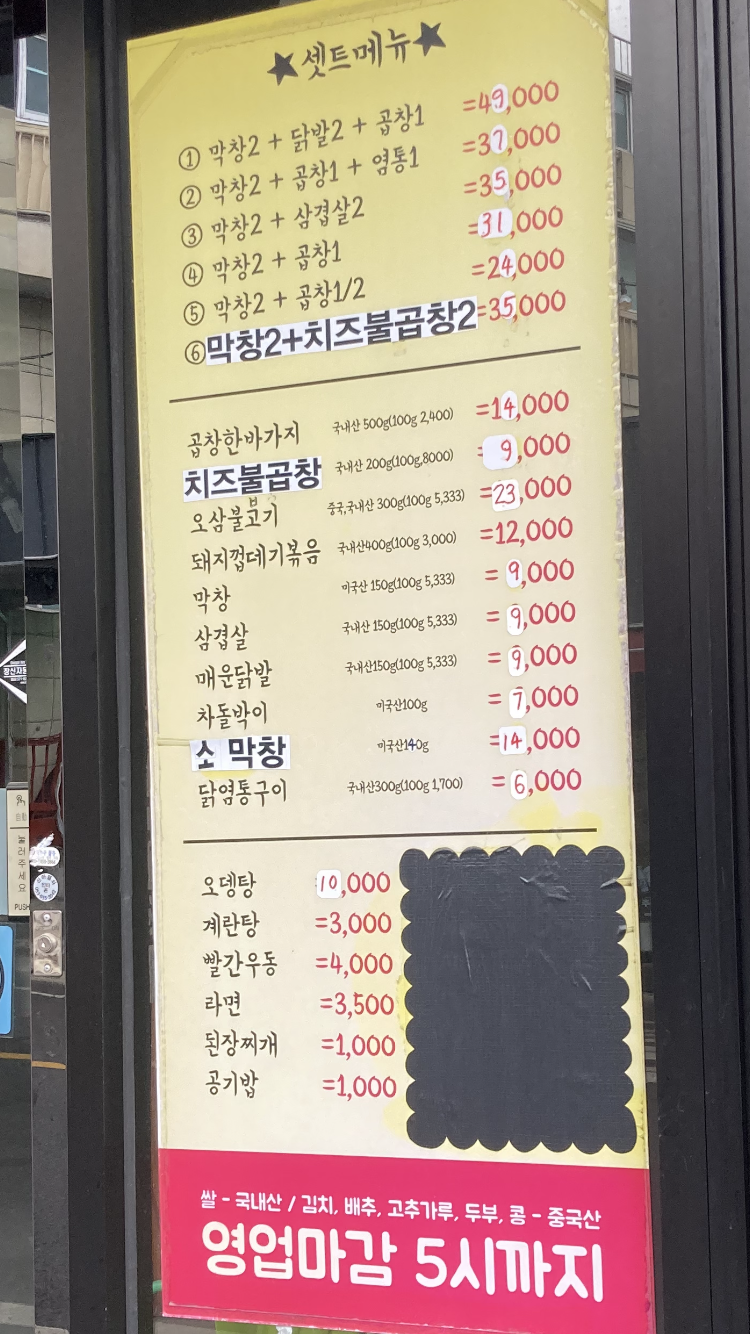 ★셋트메뉴★
① 막창2 + 닭발2 + 곱창1 =49,000
② 막창2 + 곱창1 + 염통1 =37,000
③ 막창2 + 삼겹살2 =35,000
④ 막창2 + 곱창1 =31,000
⑤ 막창2 + 곱창1/2 =24,000
⑥막창2+치즈불곱창2=35,000
곱창한바가지 국내산 500g(100g 2,400) =14,000
치즈불곱창 국내산 200g(100g,8000) 9,000
오삼불고기 중국,국내산 300g(100g 5,333) =23,000
돼지껍데기볶음 국내산400g(100g 3,000) =12,000
막창 미국산 150g(100g 5,333) = 9,000
삼겹살 국내산 150g(100g 5,333) = 9,000
매운닭발 국내산150g(100g 5,333) = 9,000
차돌박이 미국산100g = 7,000
소 막창 미국산140g =14,000
닭염통구이 국내산300g(100g 1,700) = 6,000
오뎅탕 10,000
계란탕 =3,000
빨간우동 =4,000
라면 =3,500
된장찌개 =1,000
공기밥 =1,000
쌀 - 국내산 / 김치, 배추, 고추가루, 두부, 콩 - 중국산
영업마감 5시까지
눌러주세요
PUSH